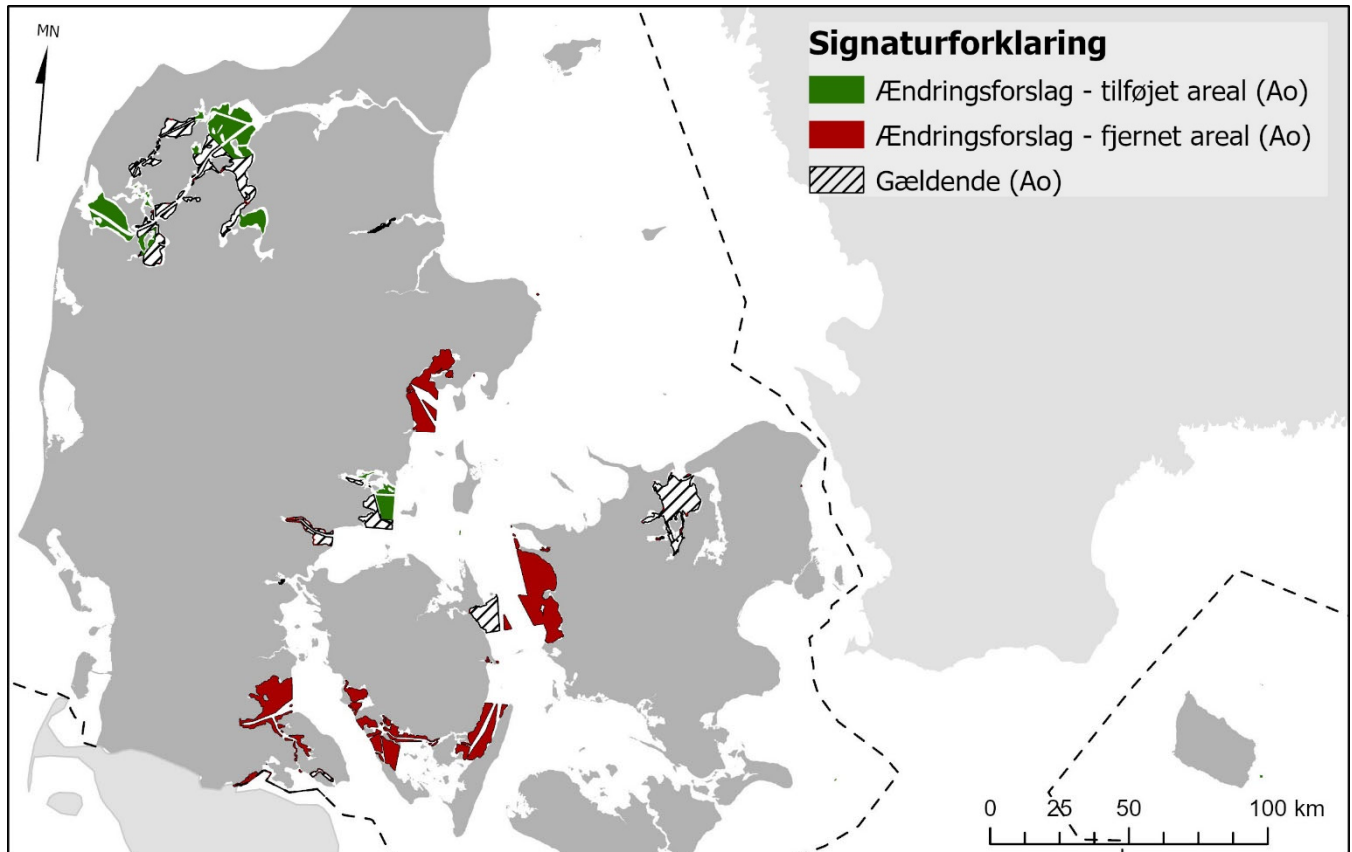 MN
Signaturforklaring
Ændringsforslag - tilføjet areal (Ao)
Ændringsforslag - fjernet areal (Ao)
Gældende (Ao)
0 25 50 100 km